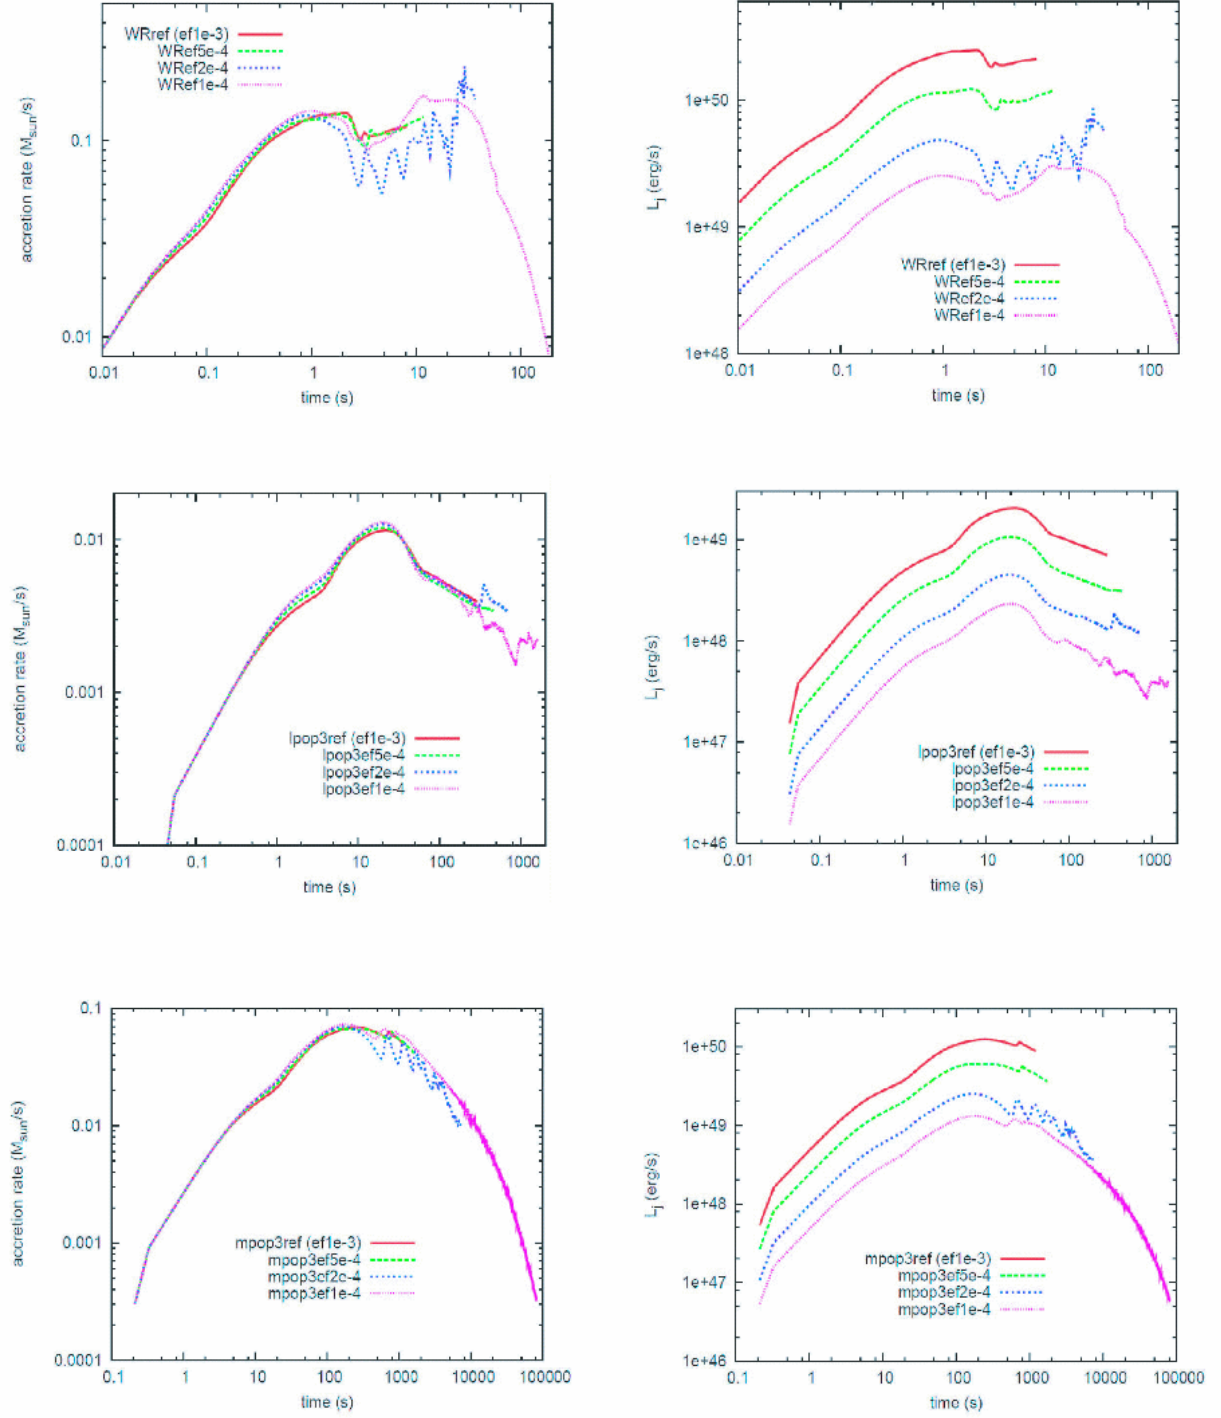 WRref (ef1e-3)
WRef5e-4
WRef2e-4
WRef1e-4
0.1
0.01
accretion rate (M_sun/s)
0.01 0.1 1 10 100
time (s)
1e+50
1e+49
1e+48
L_j (erg/s)
WRref (ef1e-3)
WRef5e-4
WRef2e-4
WRef1e-4
0.01 0.1 1 10 100
time (s)
0.01
0.001
0.0001
accretion rate (M_sun/s)
lpop3ref (ef1e-3)
lpop3ef5e-4
lpop3ef2e-4
lpop3ef1e-4
0.01 0.1 1 10 100 1000
time (s)
1e+49
1e+48
1e+47
1e+46
L_j (erg/s)
lpop3ref (ef1e-3)
lpop3ef5e-4
lpop3ef2e-4
lpop3ef1e-4
0.01 0.1 1 10 100 1000
time (s)
0.1
0.01
0.001
0.0001
accretion rate (M_sun/s)
mpop3ref (ef1e-3)
mpop3ef5e-4
mpop3ef2e-4
mpop3ef1e-4
0.1 1 10 100 1000 10000 100000
time (s)
1e+50
1e+49
1e+48
1e+47
1e+46
L_j (erg/s)
mpop3ref (ef1e-3)
mpop3ef5e-4
mpop3ef2e-4
mpop3ef1e-4
0.1 1 10 100 1000 10000 100000
time (s)